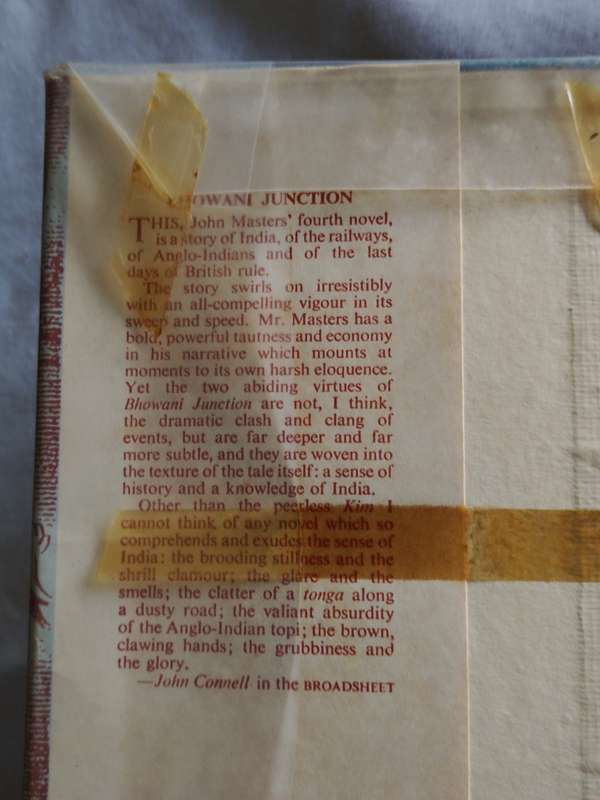 BHOWANI JUNCTION
THIS, John Masters' fourth novel,
is a story of India, of the railways,
of Anglo-Indians and of the last
days of British rule.
The story swirls on irresistibly
with an all-compelling vigour in its
sweep and speed. Mr. Masters has a
bold, powerful tautness and economy
in his narrative which mounts at
moments to its own harsh eloquence.
Yet the two abiding virtues of
Bhowani Junction are not, I think,
the dramatic clash and clang of
events, but are far deeper and far
more subtle, and they are woven into
the texture of the tale itself: a sense of
history and a knowledge of India.
Other than the peerless Kim I
cannot think of any novel which so
comprehends and exudes the sense of
India: the brooding stillness and the
shrill clamour; the glare and the
smells; the clatter of a tonga along
a dusty road; the valiant absurdity
of the Anglo-Indian topi; the brown,
clawing hands; the grubbiness and
the glory.
—John Connell in the BROADSHEET